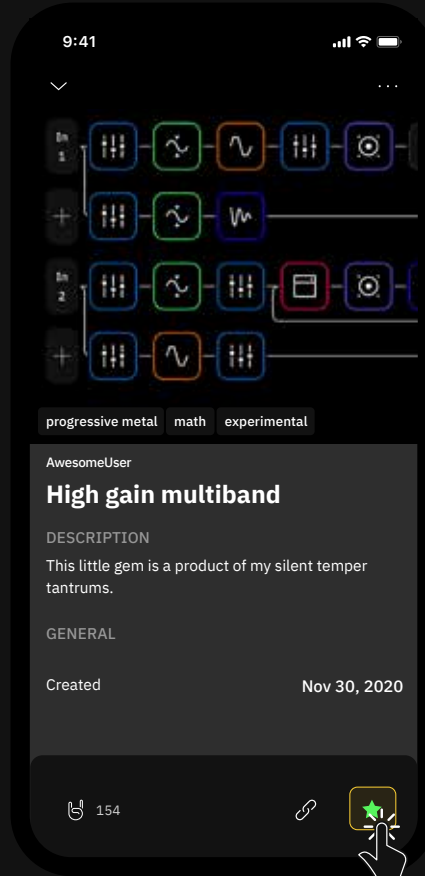 9:41
In
1
In
2
progressive metal math experimental
AwesomeUser
High gain multiband
DESCRIPTION
This little gem is a product of my silent temper
tantrums.
GENERAL
Created Nov 30, 2020
154